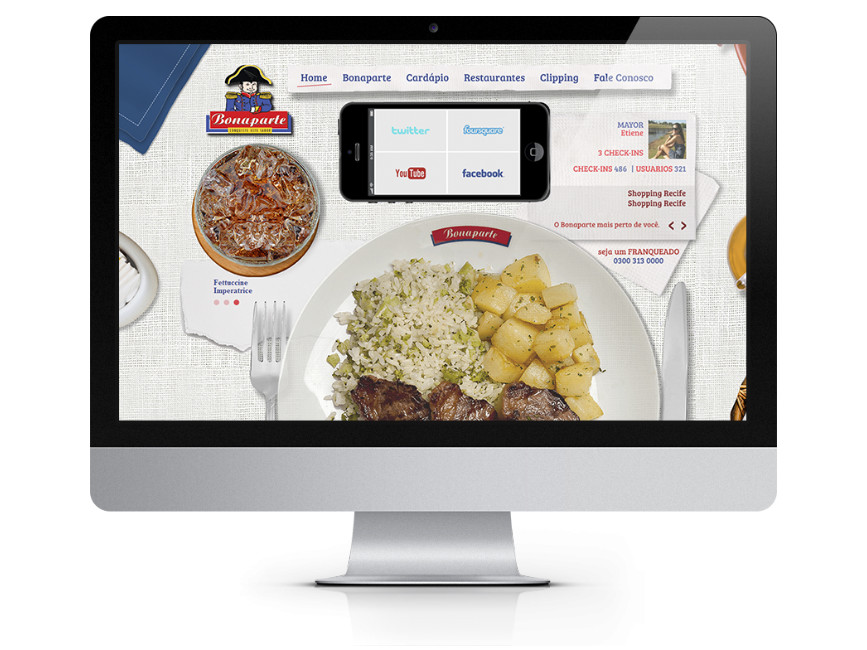 Home Bonaparte Cardápio Restaurantes Clipping Fale Conosco
Bonaparte
twitter foursquare
YouTube facebook
MAYOR
Etiene
3 CHECK-INS
CHECK-INS 486 | USUARIOS 321
Shopping Recife
Shopping Recife
O Bonaparte mais perto de você.
seja um FRANQUEADO
0300 313 0000
Bonaparte
Fettuccine
Imperatrice